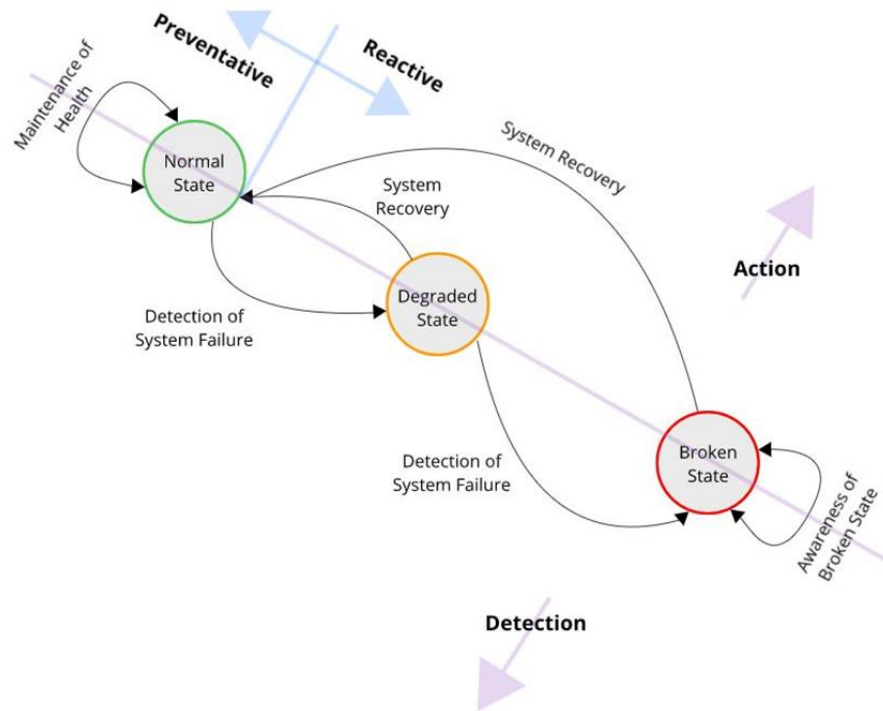 Preventative
Reactive
Maintenance of
Health
Normal
State
System Recovery
System
Recovery
Action
Degraded
State
Detection of
System Failure
Broken
State
Detection of
System Failure
Awareness of
Broken State
Detection